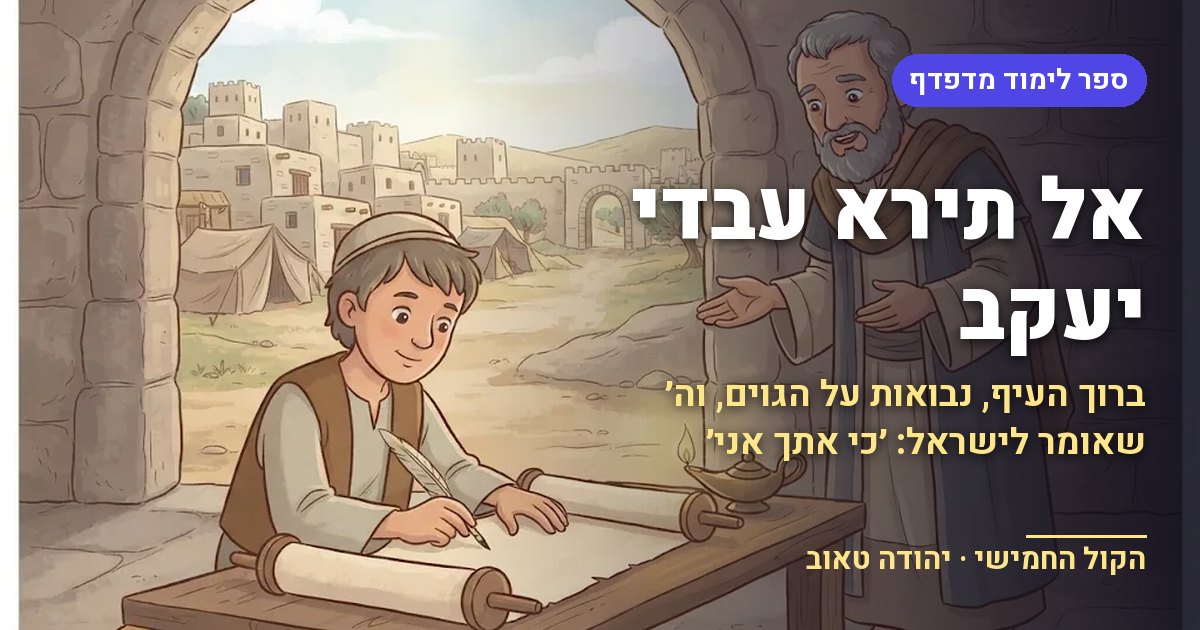 ספר לימוד מדפדף
אל תירא עבדי
יעקב
ברוך העיף, נבואות על הגוים, וה׳
שאומר לישראל: ׳כי אתך אני׳
הקול החמישי · יהודה טאוב